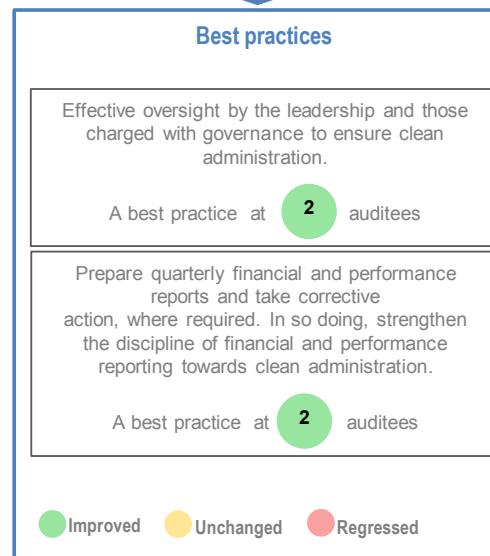 Best practices
Effective oversight by the leadership and those
charged with governance to ensure clean
administration.
A best practice at 2 auditees
Prepare quarterly financial and performance
reports and take corrective
action, where required. In so doing, strengthen
the discipline of financial and performance
reporting towards clean administration.
A best practice at 2 auditees
Improved Unchanged Regressed